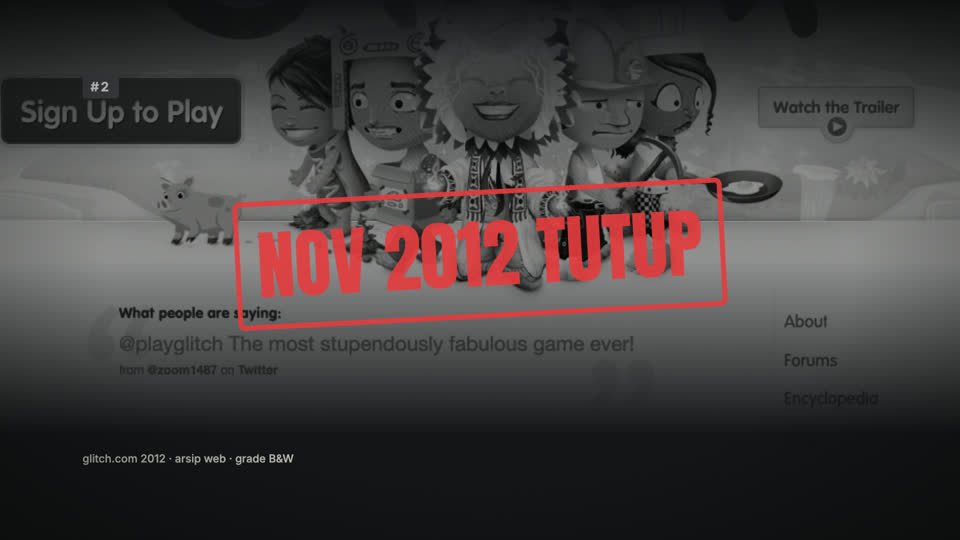 #2
Sign Up to Play
Watch the Trailer
NOV 2012 TUTUP
What people are saying:
@playglitch The most stupendously fabulous game ever!
from @zoom1487 on Twitter
About
Forums
Encyclopedia
glitch.com 2012 · arsip web · grade B&W